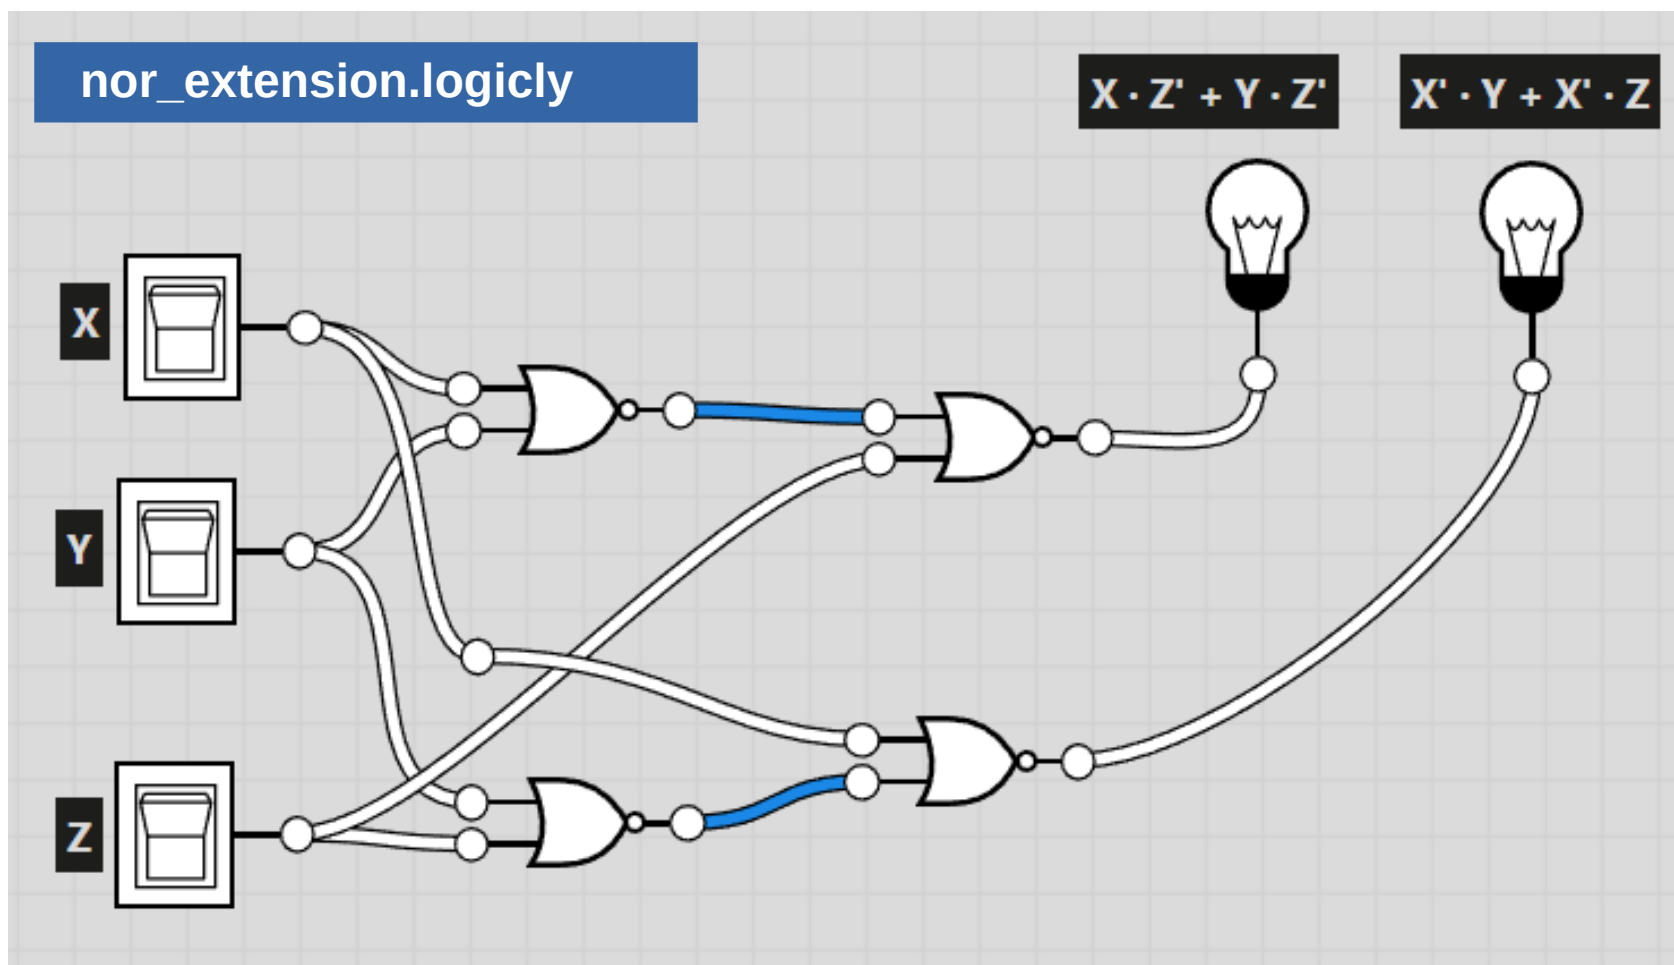 nor_extension.logicly
X · Z' + Y · Z'
X' · Y + X' · Z
X
Y
Z